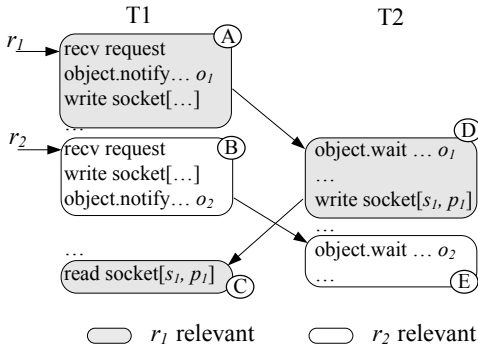 T1
T2
r1
A
recv request
object.notify… o1
write socket[…]
…
r2
B
recv request
write socket[…]
object.notify… o2
D
object.wait … o1
…
write socket[s1, p1]
…
object.wait … o2
…
E
…
read socket[s1, p1]
C
r1 relevant
r2 relevant